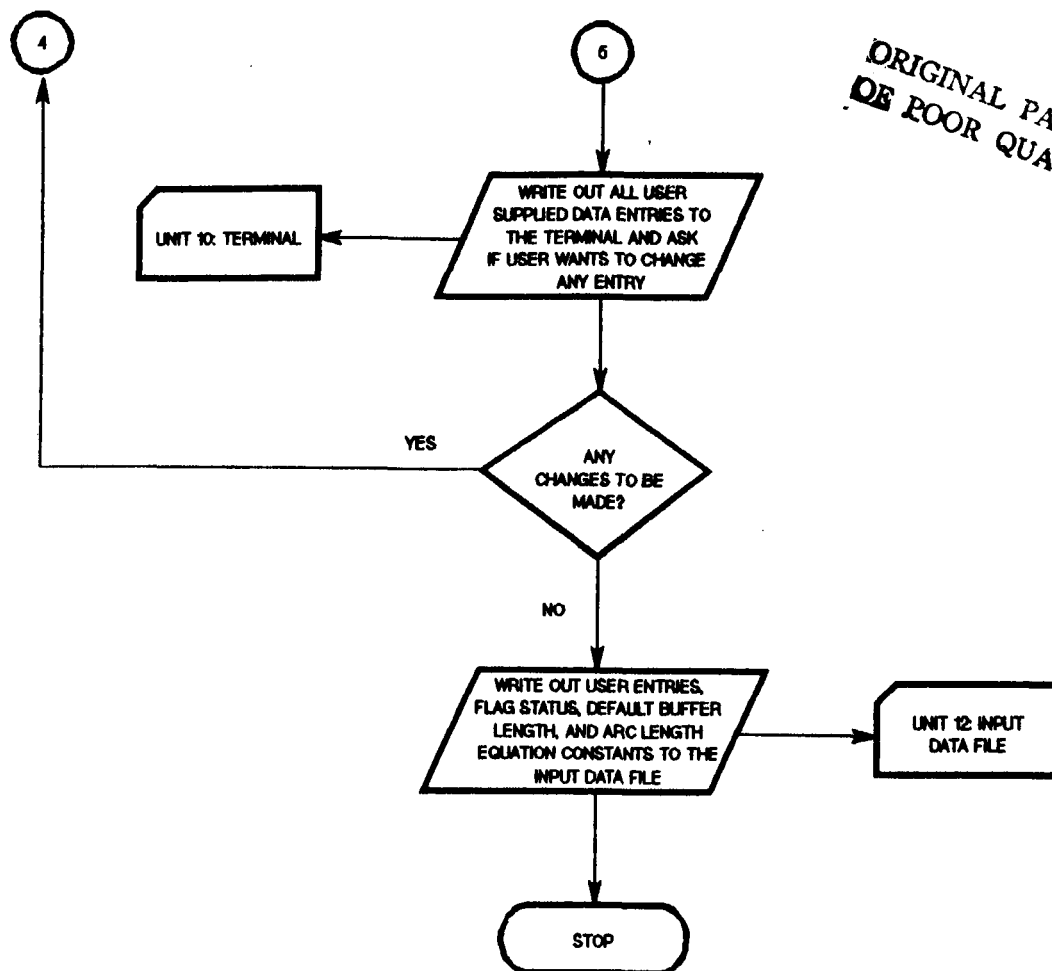 4
6
ORIGINAL PA
OF POOR QUA
WRITE OUT ALL USER
SUPPLIED DATA ENTRIES TO
THE TERMINAL AND ASK
IF USER WANTS TO CHANGE
ANY ENTRY
UNIT 10: TERMINAL
YES
ANY
CHANGES TO BE
MADE?
NO
WRITE OUT USER ENTRIES,
FLAG STATUS, DEFAULT BUFFER
LENGTH, AND ARC LENGTH
EQUATION CONSTANTS TO THE
INPUT DATA FILE
UNIT 12: INPUT
DATA FILE
STOP